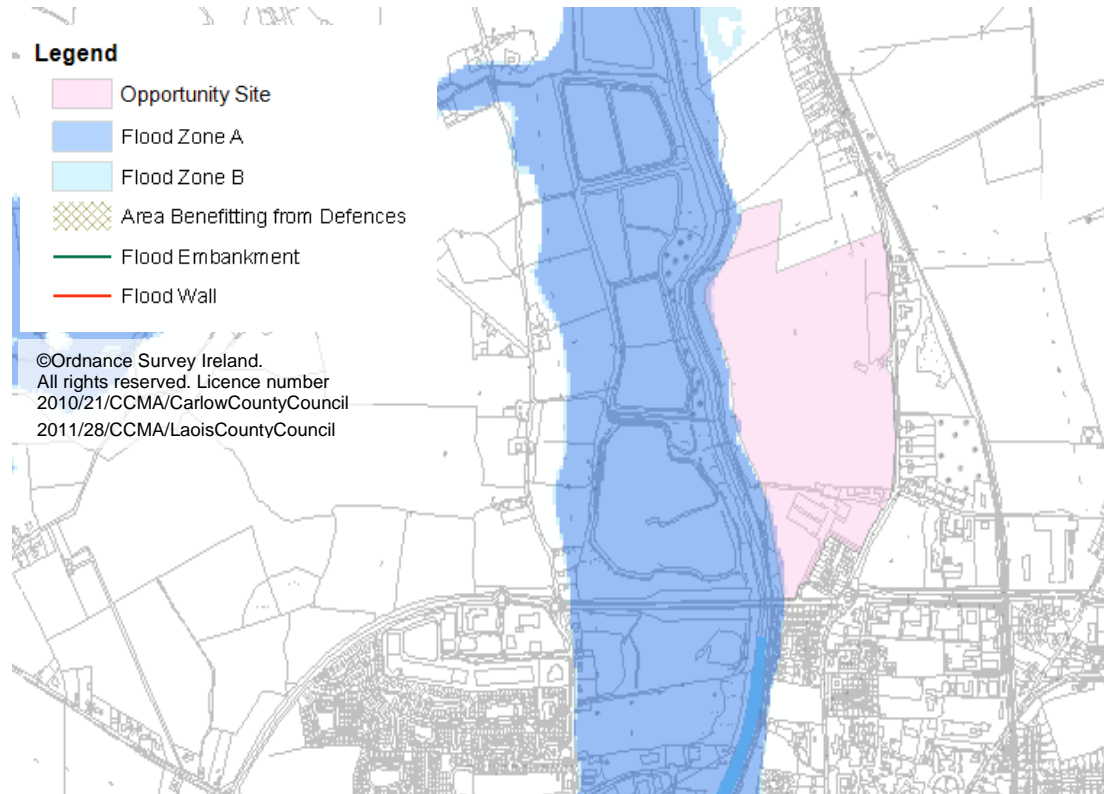 Legend
Opportunity Site
Flood Zone A
Flood Zone B
Area Benefitting from Defences
Flood Embankment
Flood Wall
©Ordnance Survey Ireland.
All rights reserved. Licence number
2010/21/CCMA/CarlowCountyCouncil
2011/28/CCMA/LaoisCountyCouncil